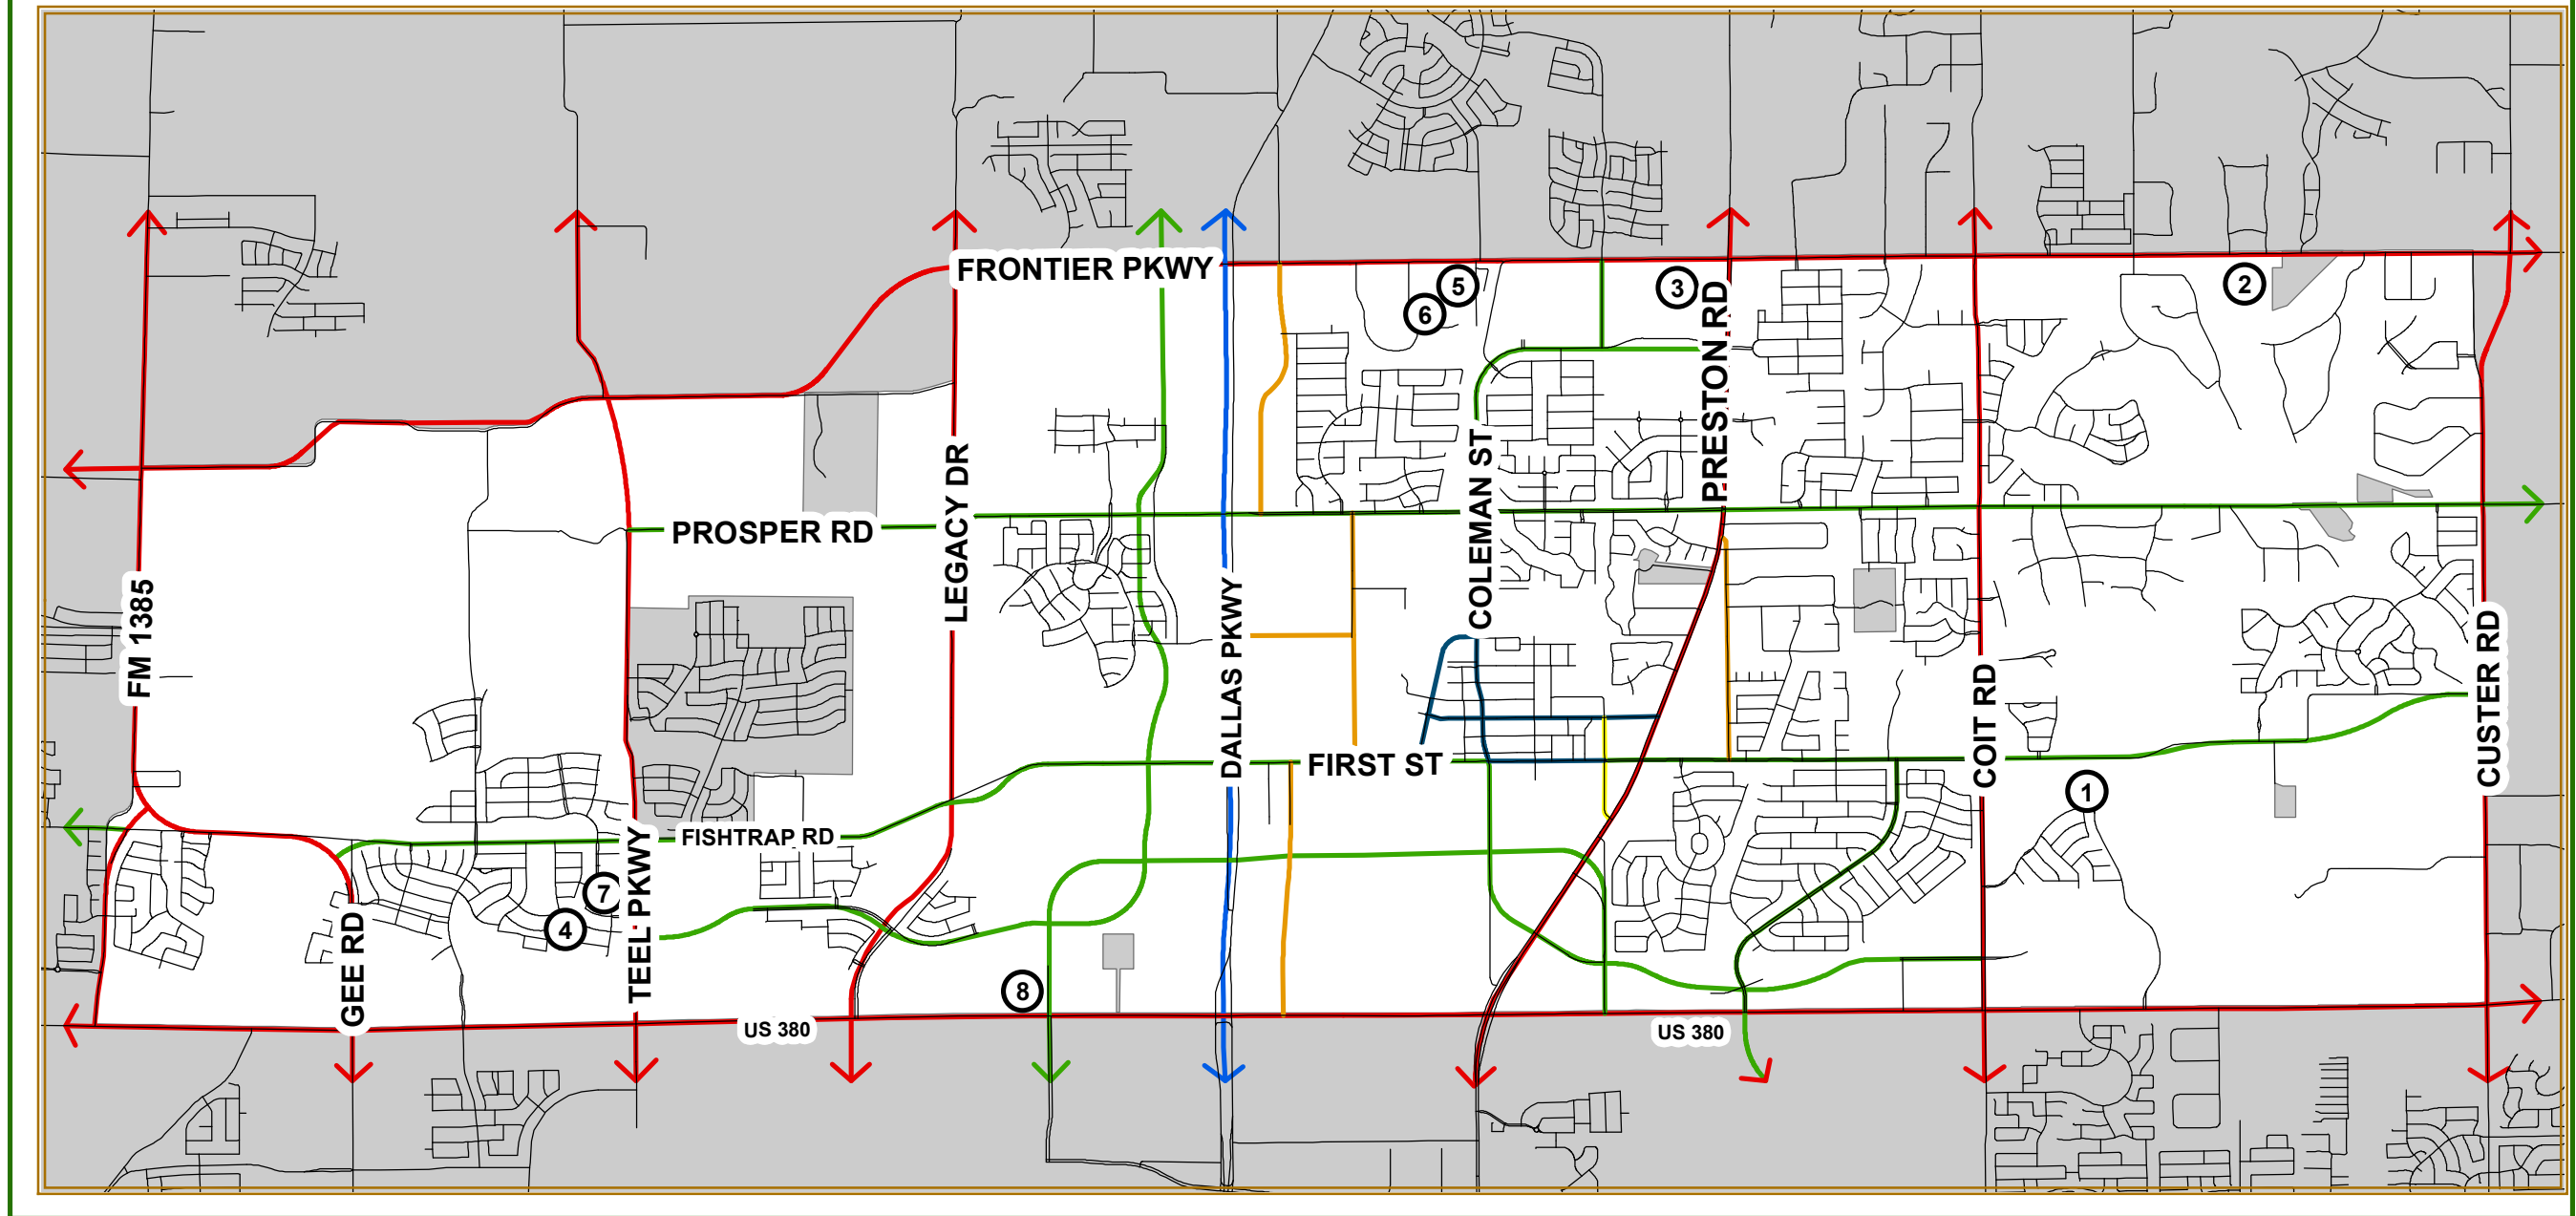 FRONTIER PKWY
5
3
2
6
PRESTON RD
COLEMAN ST
LEGACY DR
PROSPER RD
FM 1385
DALLAS PKWY
CUSTER RD
COIT RD
FIRST ST
1
FISHTRAP RD
TEEL PKWY
7
4
GEE RD
8
US 380
US 380